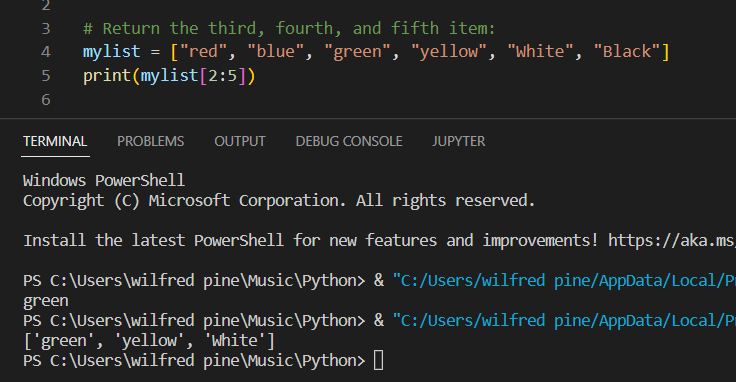 2
3 # Return the third, fourth, and fifth item:
4 mylist = ["red", "blue", "green", "yellow", "White", "Black"]
5 print(mylist[2:5])
6
TERMINAL PROBLEMS OUTPUT DEBUG CONSOLE JUPYTER
Windows PowerShell
Copyright (C) Microsoft Corporation. All rights reserved.
Install the latest PowerShell for new features and improvements! https://aka.ms
PS C:\Users\wilfred pine\Music\Python> & "C:/Users/wilfred pine/AppData/Local/
green
PS C:\Users\wilfred pine\Music\Python> & "C:/Users/wilfred pine/AppData/Local/
['green', 'yellow', 'White']
PS C:\Users\wilfred pine\Music\Python>